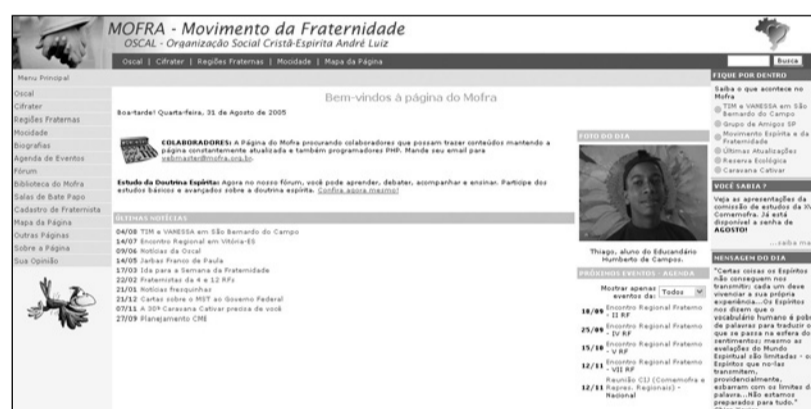 MOFRA - Movimento da Fraternidade
OSCAL - Organização Social Cristã-Espírita André Luiz
Oscal | Cifrater | Regiões Fraternas | Mocidade | Mapa da Página
Busca
Menu Principal
Oscal
Cifrater
Regiões Fraternas
Mocidade
Biografias
Agenda de Eventos
Fórum
Biblioteca do Mofra
Salas de Bate Papo
Cadastro de Fraternista
Mapa da Página
Outras Páginas
Sobre a Página
Sua Opinião
Bem-vindos à página do Mofra
Boa-tarde! Quarta-feira, 31 de Agosto de 2005
COLABORADORES: A Página do Mofra procurando colaboradores que possam trazer conteúdos mantendo a
página constantemente atualizada e também programadores PHP. Mande seu email para
webmaster@mofra.org.br.
Estudo da Doutrina Espírita: Agora no nosso fórum, você pode aprender, debater, acompanhar e ensinar. Participe dos
estudos básicos e avançados sobre a doutrina espírita. Confira agora mesmo!
ÚLTIMAS NOTÍCIAS
04/08 TIM e VANESSA em São Bernardo do Campo
14/07 Encontro Regional em Vitória-ES
09/06 Notícias da Oscal
14/05 Jarbas Franco de Paula
17/03 Ida para a Semana da Fraternidade
22/02 Fraternistas da 4 e 12 RFs
21/01 Notícias fresquinhas
21/12 Cartas sobre o MST ao Governo Federal
07/11 A 30ª Caravana Cativar precisa de você
27/09 Planejamento CME
FOTO DO DIA
Thiago, aluno do Educandário
Humberto de Campos.
PRÓXIMOS EVENTOS - AGENDA
Mostrar apenas
eventos da: Todos
18/09 Encontro Regional Fraterno
- II RF
25/09 Encontro Regional Fraterno
- IV RF
15/10 Encontro Regional Fraterno
- V RF
12/11 Encontro Regional Fraterno
- VII RF
12/11 Reunião CIJ (Comemofra e
Repres. Regionais) -
Nacional
FIQUE POR DENTRO
Saiba o que acontece no
Mofra
TIM e VANESSA em São
Bernardo do Campo
Grupo de Amigos SP
Movimento Espírita e da
Fraternidade
Últimas Atualizações
Reserva Ecológica
Caravana Cativar
VOCÊ SABIA ?
Veja as apresentações da
comissão de estudos da XV
Comemofra. Já está
disponível a senha de
AGOSTO!
...saiba ma
MENSAGEM DO DIA
"Certas coisas os Espíritos
não conseguem nos
transmitir; cada um deve
vivenciar a sua própria
experiência...Os Espíritos
nos dizem que o
vocabulário humano é pob
de palavras para traduzir o
que se passa na esfera do
sentimentos; mesmo as
evelações do Mundo
Espiritual são limitadas - o
Espíritos que no-las
transmitem,
providencialmente,
esbarram com os limites d
palavra...Não estamos
preparados para tudo."